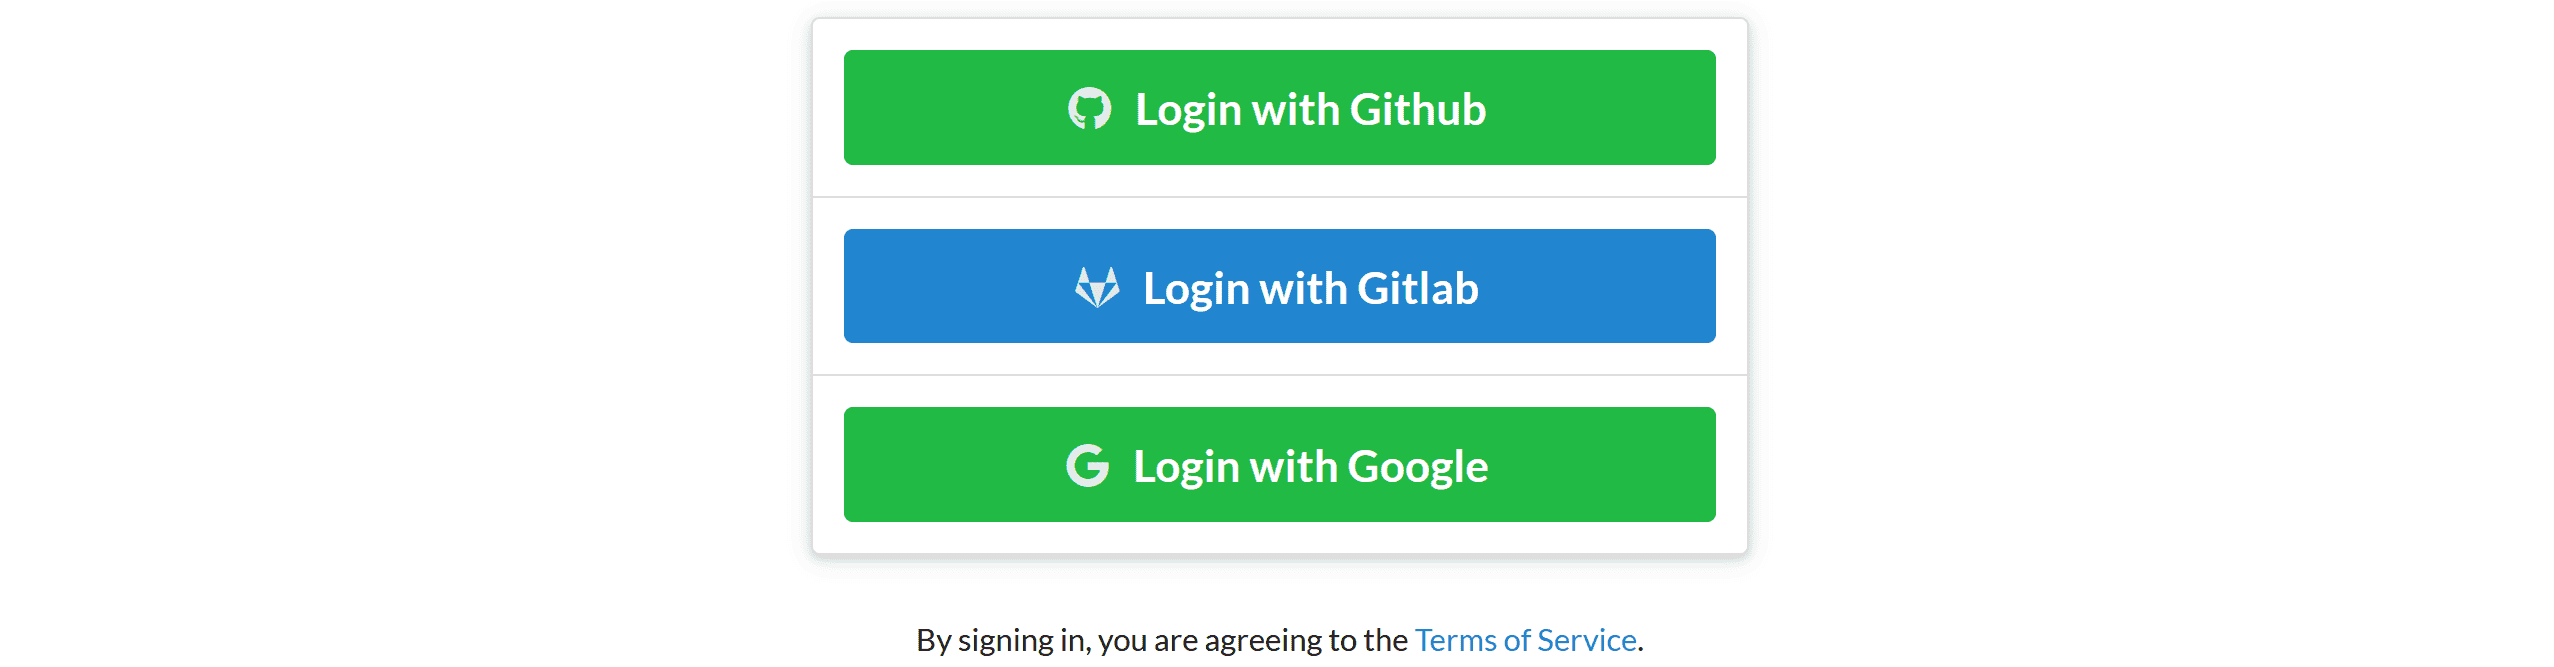 Login with Github
Login with Gitlab
Login with Google
By signing in, you are agreeing to the Terms of Service.